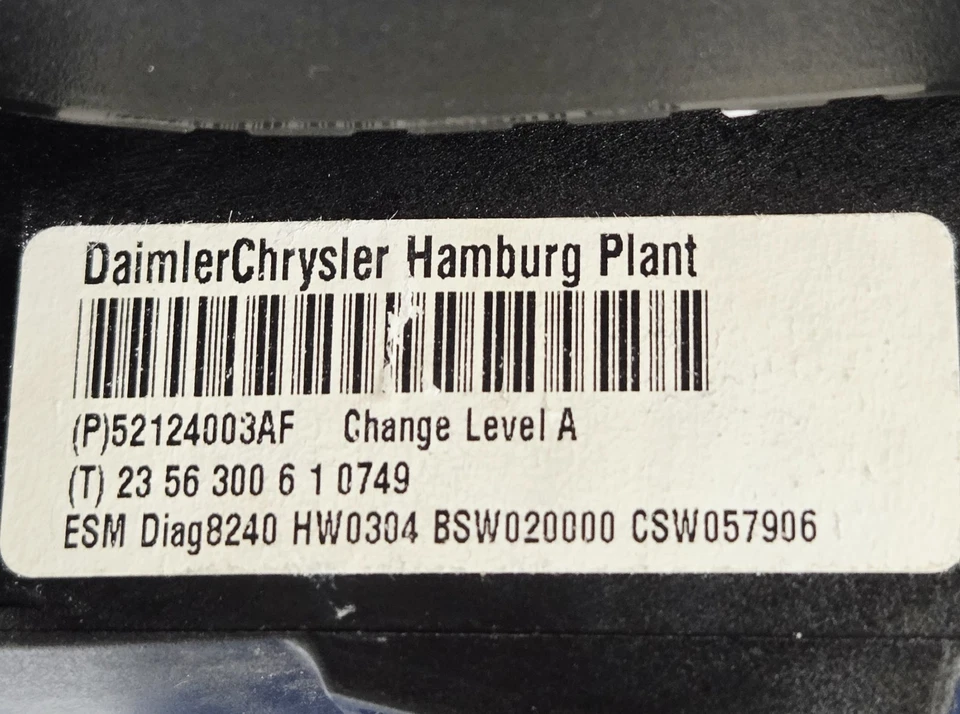 DaimlerChrysler Hamburg Plant
(P)52124003AF Change Level A
(T) 23 56 300 6 1 0749
ESM Diag8240 HW0304 BSW020000 CSW057906